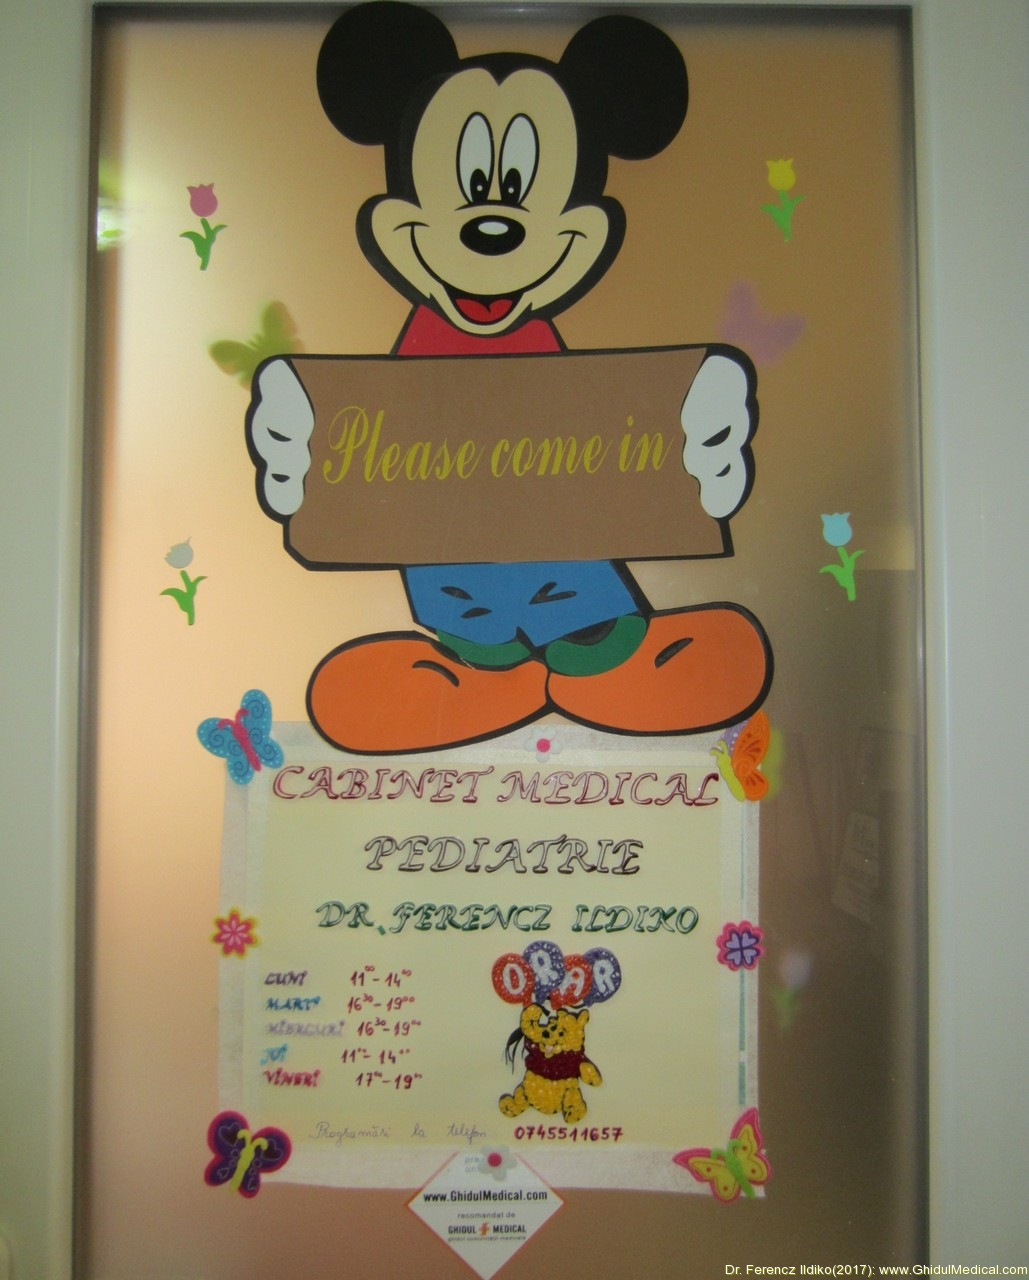 Please come in
CABINET MEDICAL
PEDIATRIE
DR. FERENCZ ILDIKO
ORAR
LUNI 11⁰⁰-14⁰⁰
MARTI 16³⁰-19⁰⁰
MIERCURI 16³⁰-19⁰⁰
JOI 11⁰⁰-14⁰⁰
VINERI 17⁰⁰-19⁰⁰
Programări la telefon 0745511657
www.GhidulMedical.com
recomandat de
GHIDUL MEDICAL
Dr. Ferencz Ildiko(2017): www.GhidulMedical.com